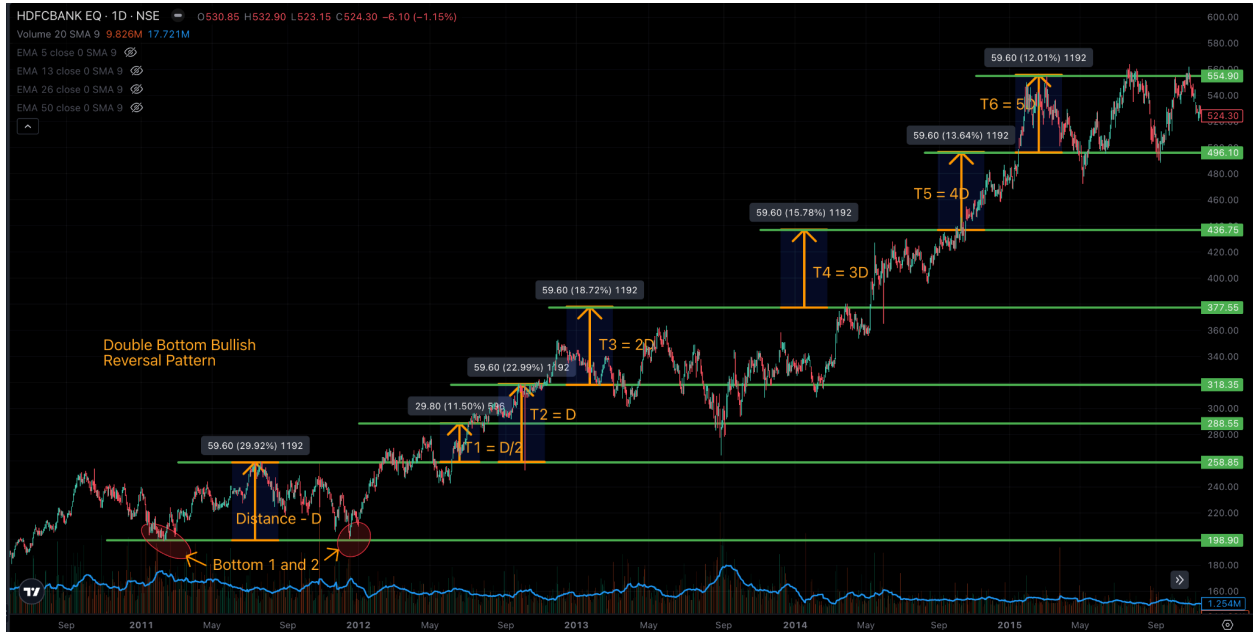 HDFCBANK EQ · 1D · NSE O530.85 H532.90 L523.15 C524.30 −6.10 (−1.15%)
Volume 20 SMA 9 9.826M 17.721M
EMA 5 close 0 SMA 9
EMA 13 close 0 SMA 9
EMA 26 close 0 SMA 9
EMA 50 close 0 SMA 9
59.60 (12.01%) 1192
T6 = 5D
59.60 (13.64%) 1192
T5 = 4D
59.60 (15.78%) 1192
T4 = 3D
59.60 (18.72%) 1192
T3 = 2D
Double Bottom Bullish
Reversal Pattern
59.60 (22.99%) 1192
29.80 (11.50%) 596
T2 = D
T1 = D/2
59.60 (29.92%) 1192
Distance - D
Bottom 1 and 2
600.00
580.00
554.90
540.00
524.30
496.10
480.00
460.00
436.75
420.00
400.00
377.55
360.00
340.00
318.35
300.00
288.55
280.00
258.85
240.00
220.00
198.90
180.00
160.00
1.254M
Sep 2011 May Sep 2012 May Sep 2013 May Sep 2014 May Sep 2015 May Sep